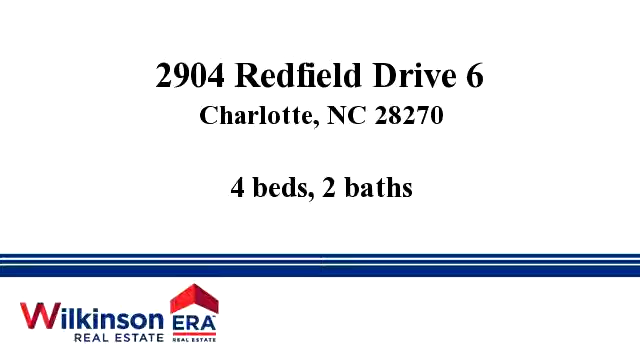 2904 Redfield Drive 6
Charlotte, NC 28270
4 beds, 2 baths
Wilkinson ERA
REAL ESTATE REAL ESTATE